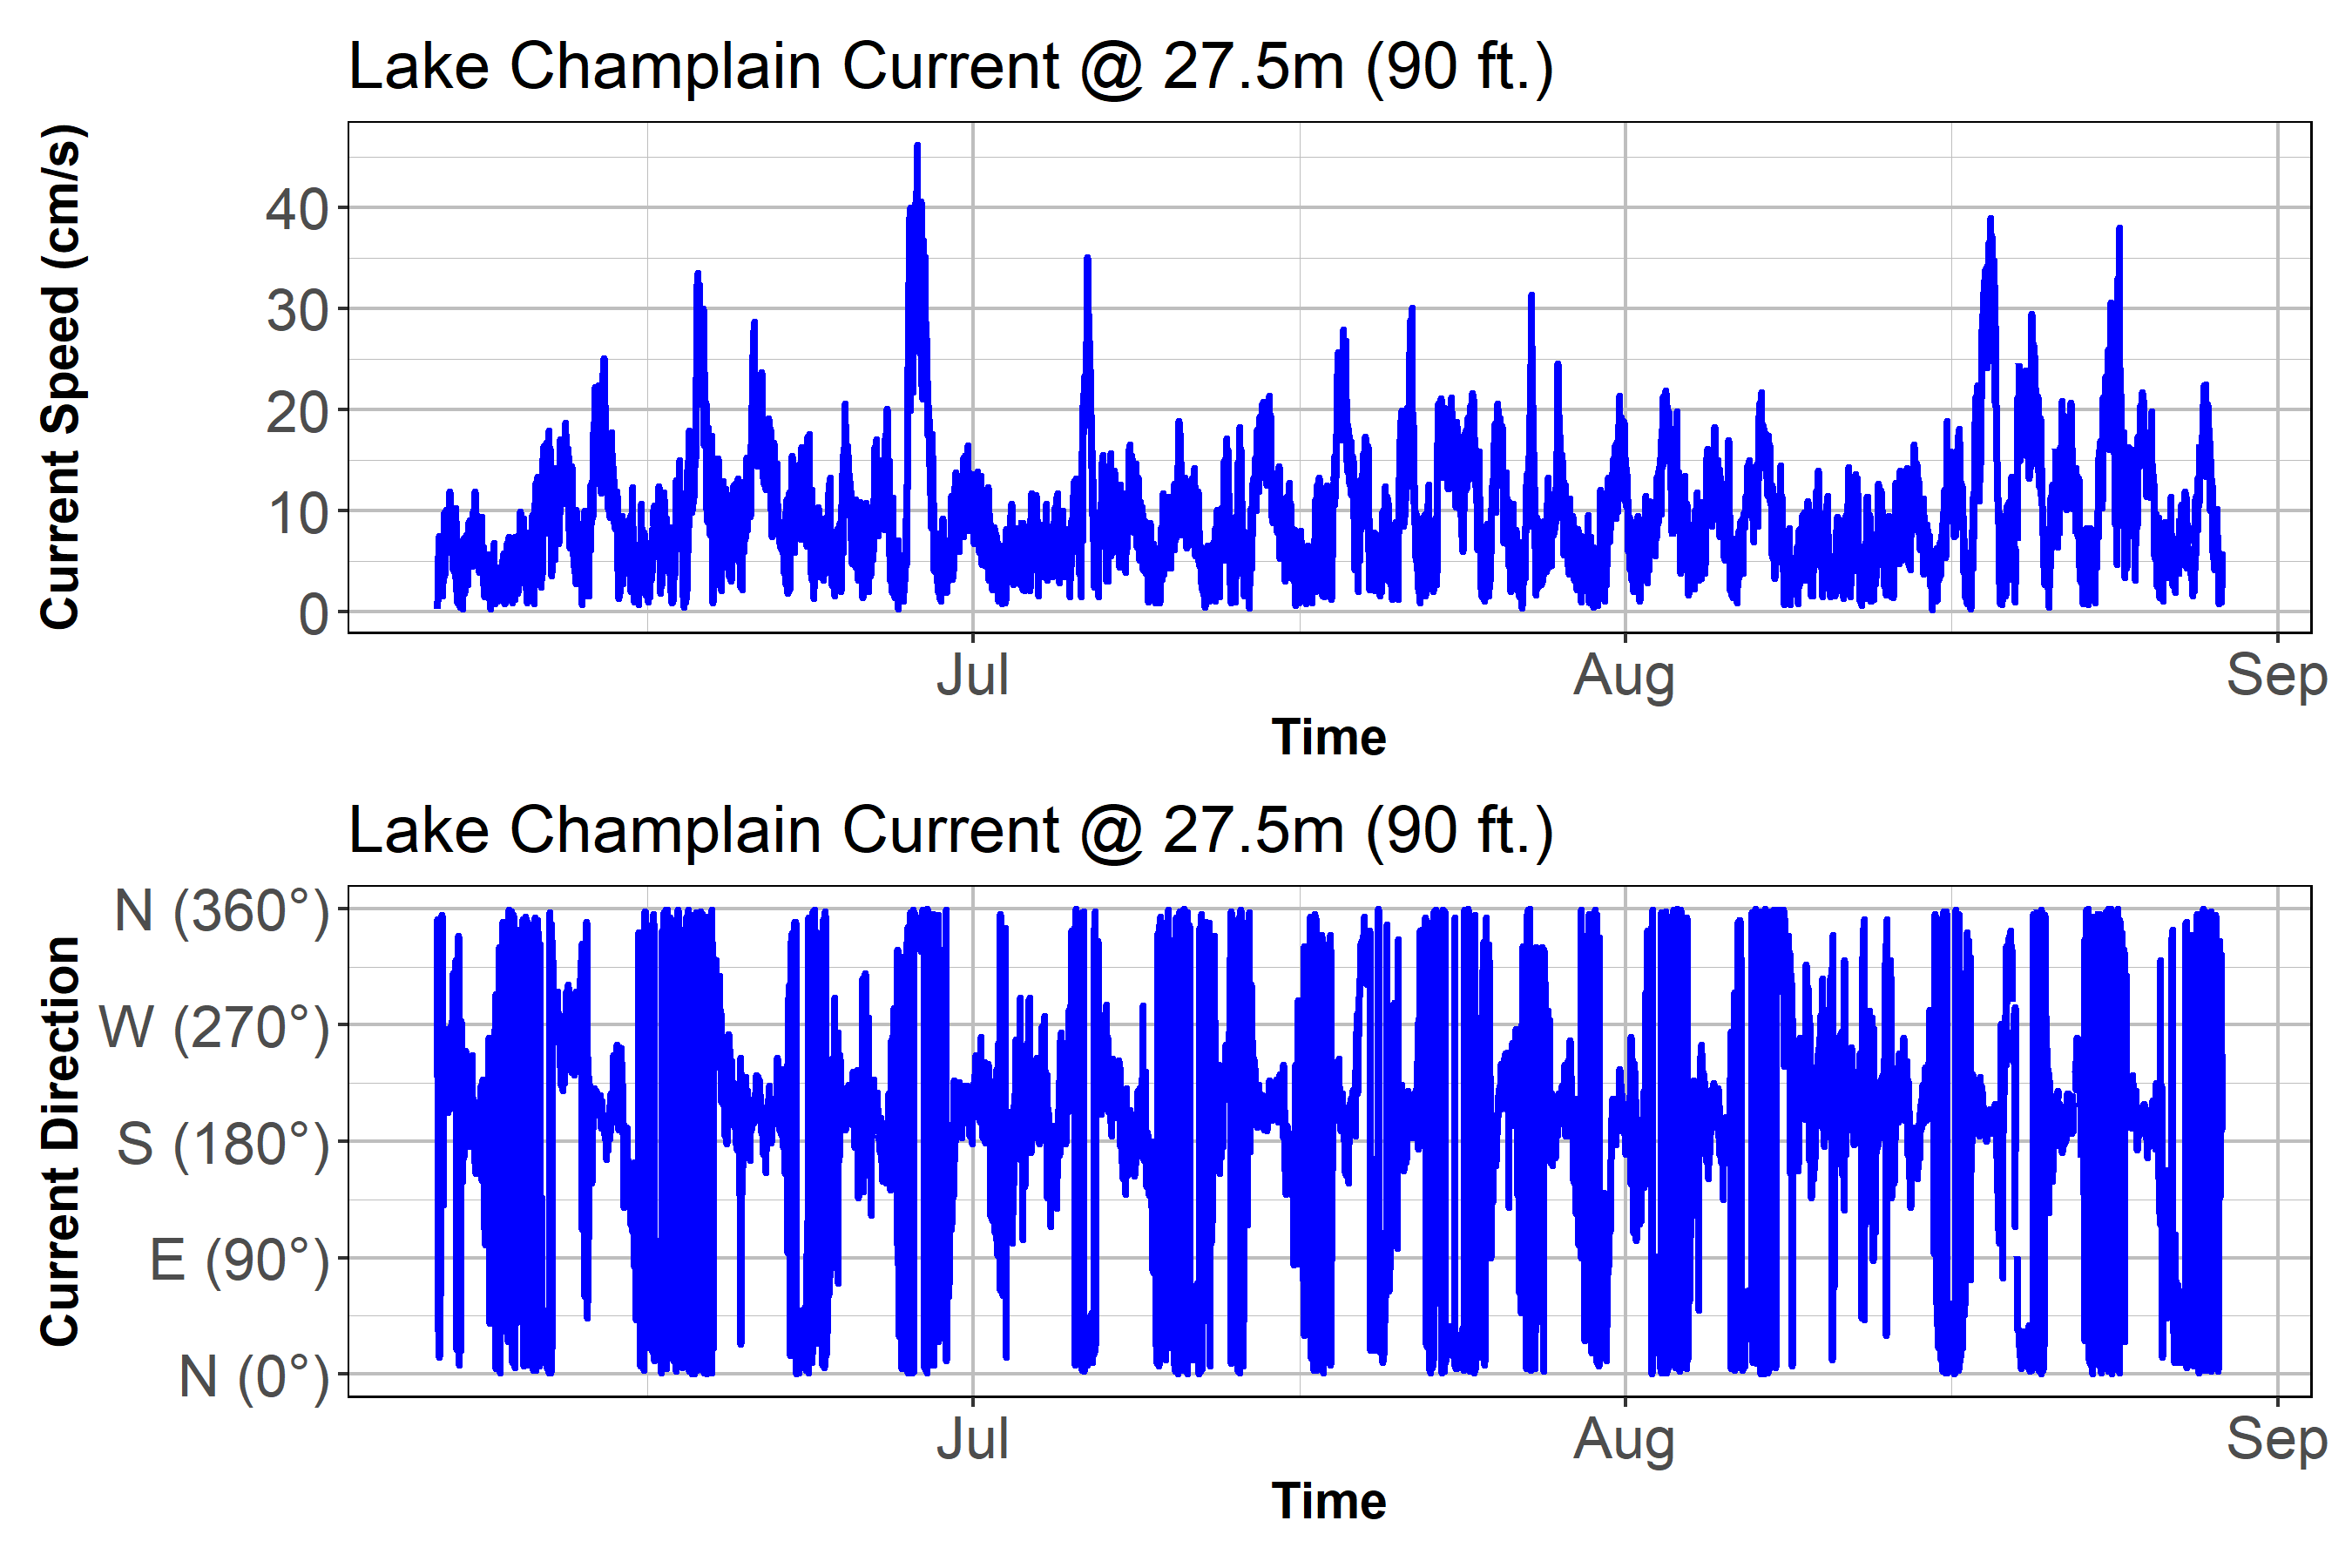 Lake Champlain Current @ 27.5m (90 ft.)
Current Speed (cm/s)
40
30
20
10
0
Jul
Aug
Sep
Time
Lake Champlain Current @ 27.5m (90 ft.)
Current Direction
N (360°)
W (270°)
S (180°)
E (90°)
N (0°)
Jul
Aug
Sep
Time